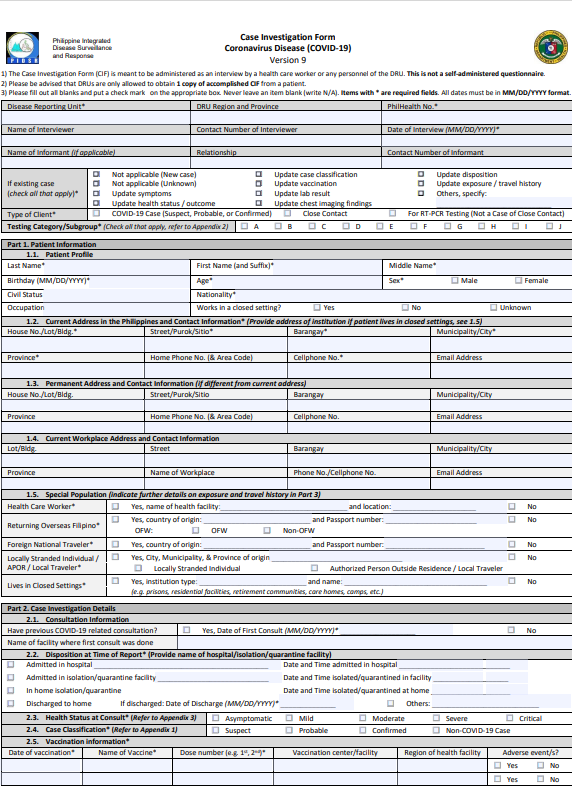 Philippine Integrated
Disease Surveillance
and Response
Case Investigation Form
Coronavirus Disease (COVID-19)
Version 9
PIDSR
1) The Case Investigation Form (CIF) is meant to be administered as an interview by a health care worker or any personnel of the DRU. This is not a self-administered questionnaire.
2) Please be advised that DRUs are only allowed to obtain 1 copy of accomplished CIF from a patient.
3) Please fill out all blanks and put a check mark on the appropriate box. Never leave an item blank (write N/A). Items with * are required fields. All dates must be in MM/DD/YYYY format.
Disease Reporting Unit* DRU Region and Province PhilHealth No.*
Name of Interviewer Contact Number of Interviewer Date of Interview (MM/DD/YYYY)*
Name of Informant (if applicable) Relationship Contact Number of Informant
If existing case (check all that apply)*
Not applicable (New case) Update case classification Update disposition
Not applicable (Unknown) Update vaccination Update exposure / travel history
Update symptoms Update lab result Others, specify:
Update health status / outcome Update chest imaging findings
Type of Client* COVID-19 Case (Suspect, Probable, or Confirmed) Close Contact For RT-PCR Testing (Not a Case of Close Contact)
Testing Category/Subgroup* (Check all that apply, refer to Appendix 2) A B C D E F G H I J
Part 1. Patient Information
1.1. Patient Profile
Last Name* First Name (and Suffix)* Middle Name*
Birthday (MM/DD/YYYY)* Age* Sex* Male Female
Civil Status Nationality*
Occupation Works in a closed setting? Yes No Unknown
1.2. Current Address in the Philippines and Contact Information* (Provide address of institution if patient lives in closed settings, see 1.5)
House No./Lot/Bldg.* Street/Purok/Sitio* Barangay* Municipality/City*
Province* Home Phone No. (& Area Code) Cellphone No.* Email Address
1.3. Permanent Address and Contact Information (if different from current address)
House No./Lot/Bldg. Street/Purok/Sitio Barangay Municipality/City
Province Home Phone No. (& Area Code) Cellphone No. Email Address
1.4. Current Workplace Address and Contact Information
Lot/Bldg. Street Barangay Municipality/City
Province Name of Workplace Phone No./Cellphone No. Email Address
1.5. Special Population (indicate further details on exposure and travel history in Part 3)
Health Care Worker* Yes, name of health facility: and location: No
Returning Overseas Filipino* Yes, country of origin: and Passport number: No
OFW: OFW Non-OFW
Foreign National Traveler* Yes, country of origin: and Passport number: No
Locally Stranded Individual / APOR / Local Traveler* Yes, City, Municipality, & Province of origin No
Locally Stranded Individual Authorized Person Outside Residence / Local Traveler
Lives in Closed Settings* Yes, institution type: and name: No
(e.g. prisons, residential facilities, retirement communities, care homes, camps, etc.)
Part 2. Case Investigation Details
2.1. Consultation Information
Have previous COVID-19 related consultation? Yes, Date of First Consult (MM/DD/YYYY)* No
Name of facility where first consult was done
2.2. Disposition at Time of Report* (Provide name of hospital/isolation/quarantine facility)
Admitted in hospital Date and Time admitted in hospital
Admitted in isolation/quarantine facility Date and Time isolated/quarantined in facility
In home isolation/quarantine Date and Time isolated/quarantined at home
Discharged to home If discharged: Date of Discharge (MM/DD/YYYY)* Others:
2.3. Health Status at Consult* (Refer to Appendix 3) Asymptomatic Mild Moderate Severe Critical
2.4. Case Classification* (Refer to Appendix 1) Suspect Probable Confirmed Non-COVID-19 Case
2.5. Vaccination information*
Date of vaccination* Name of Vaccine* Dose number (e.g. 1st, 2nd)* Vaccination center/facility Region of health facility Adverse event/s?
Yes No
Yes No